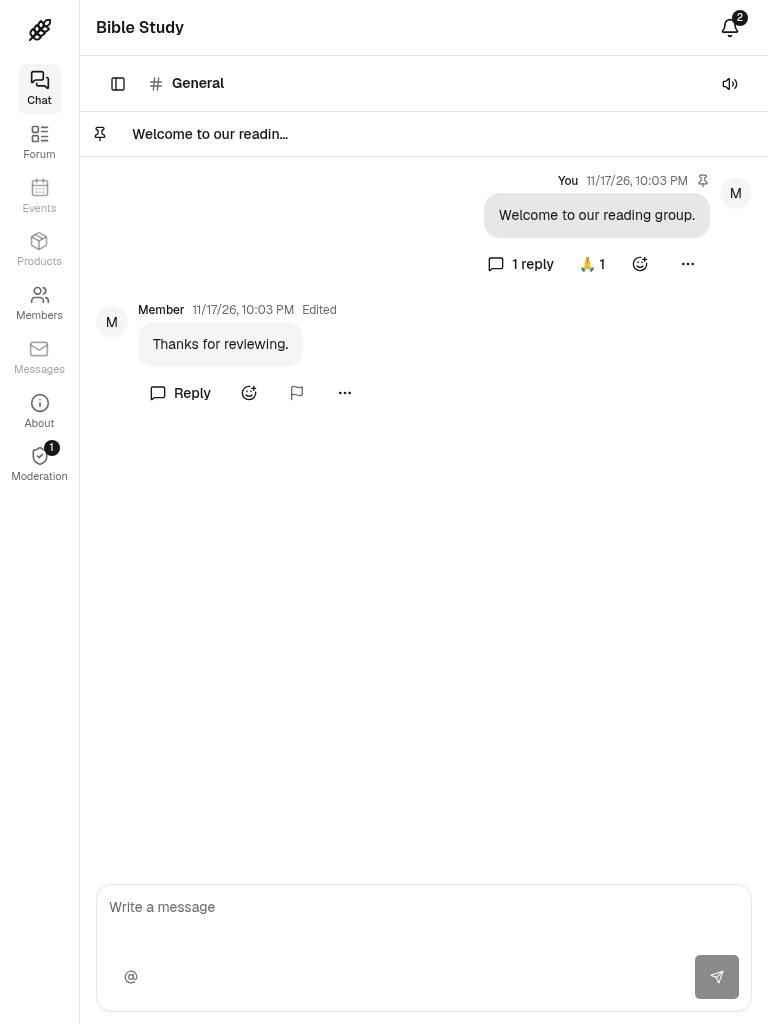 Bible Study
2
Chat
Forum
Events
Products
Members
Messages
About
1
Moderation
# General
Welcome to our readin...
You 11/17/26, 10:03 PM
M
Welcome to our reading group.
1 reply 🙏 1
M
Member 11/17/26, 10:03 PM Edited
Thanks for reviewing.
Reply
Write a message
@